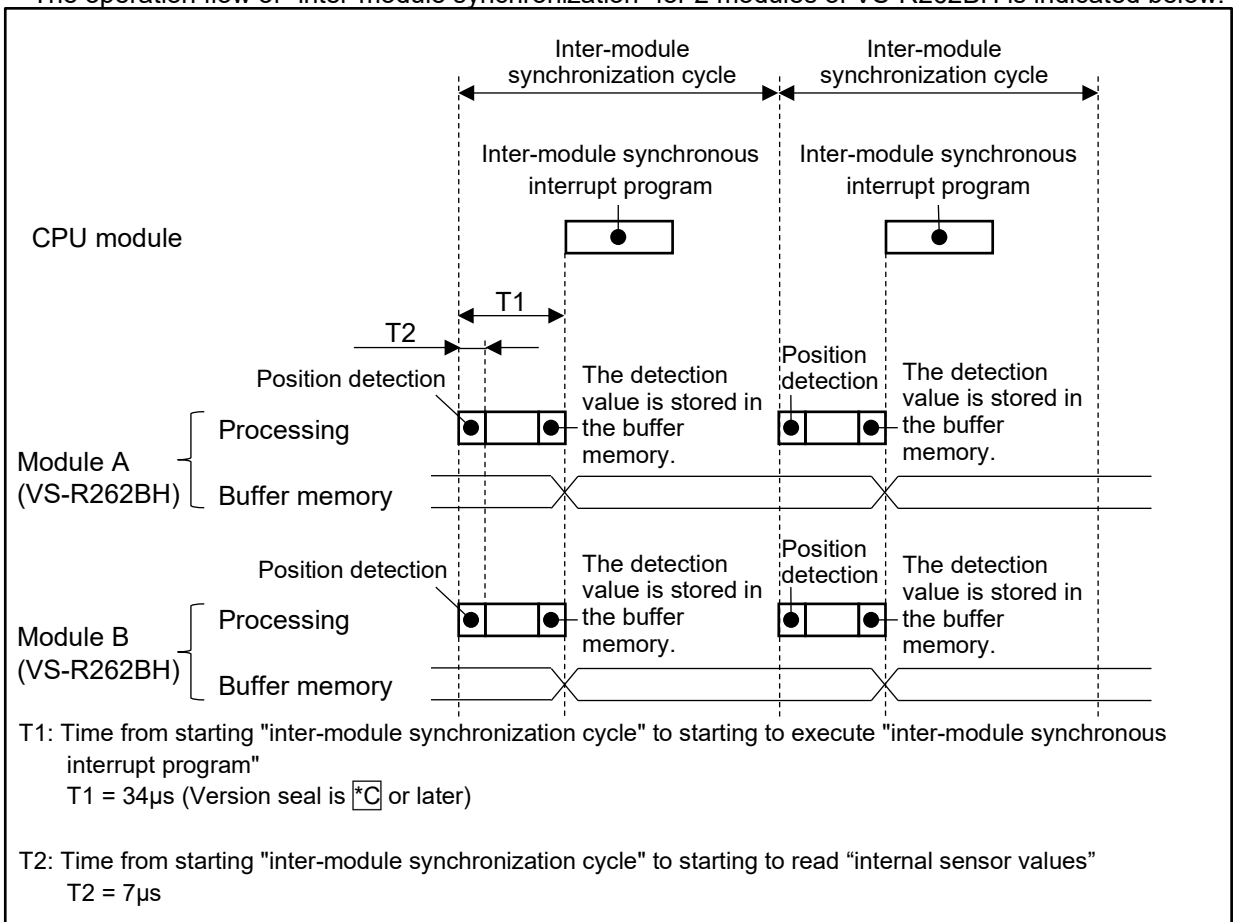 The operation flow of "inter-module synchronization" for 2 modules of VS-R262BH is indicated below.
Inter-module
synchronization cycle
Inter-module
synchronization cycle
Inter-module synchronous
interrupt program
Inter-module synchronous
interrupt program
CPU module
T1
T2
Position detection
The detection
value is stored in
the buffer
memory.
Position
detection
The detection
value is stored in
the buffer
memory.
Module A
(VS-R262BH)
Processing
Buffer memory
Position detection
The detection
value is stored in
the buffer
memory.
Position
detection
The detection
value is stored in
the buffer
memory.
Module B
(VS-R262BH)
Processing
Buffer memory
T1: Time from starting "inter-module synchronization cycle" to starting to execute "inter-module synchronous
interrupt program"
T1 = 34µs (Version seal is *C or later)
T2: Time from starting "inter-module synchronization cycle" to starting to read “internal sensor values”
T2 = 7µs